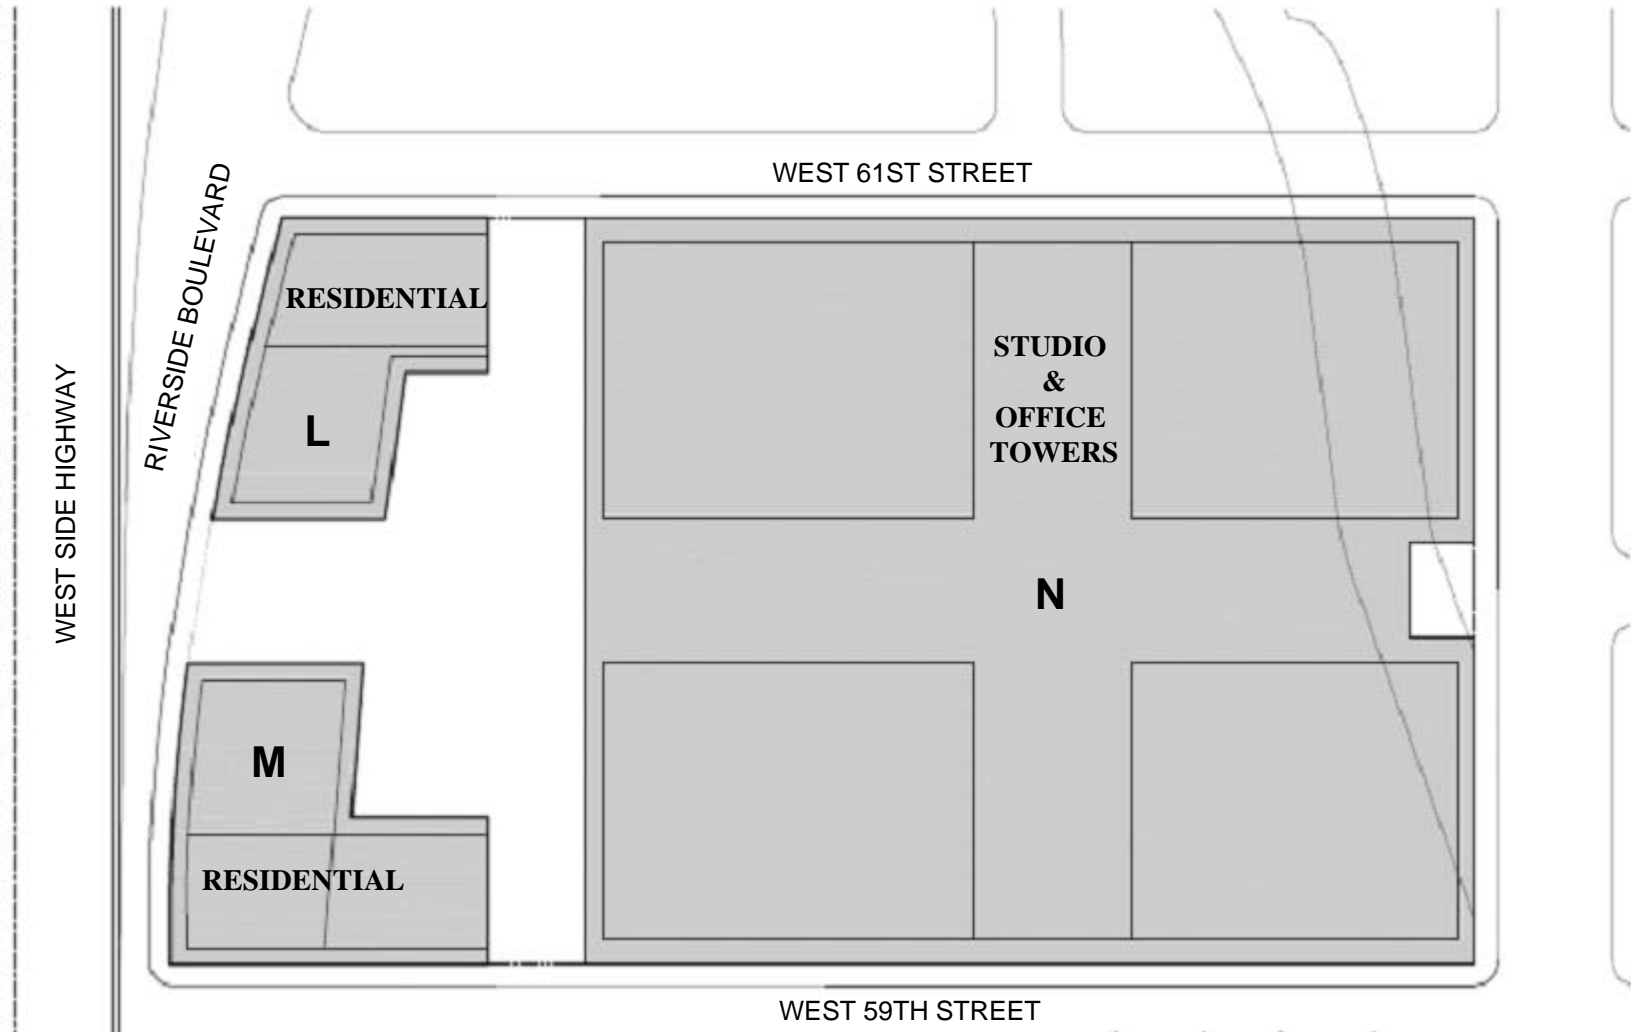 WEST 61ST STREET
RIVERSIDE BOULEVARD
WEST SIDE HIGHWAY
RESIDENTIAL
L
STUDIO
&
OFFICE
TOWERS
N
M
RESIDENTIAL
WEST 59TH STREET